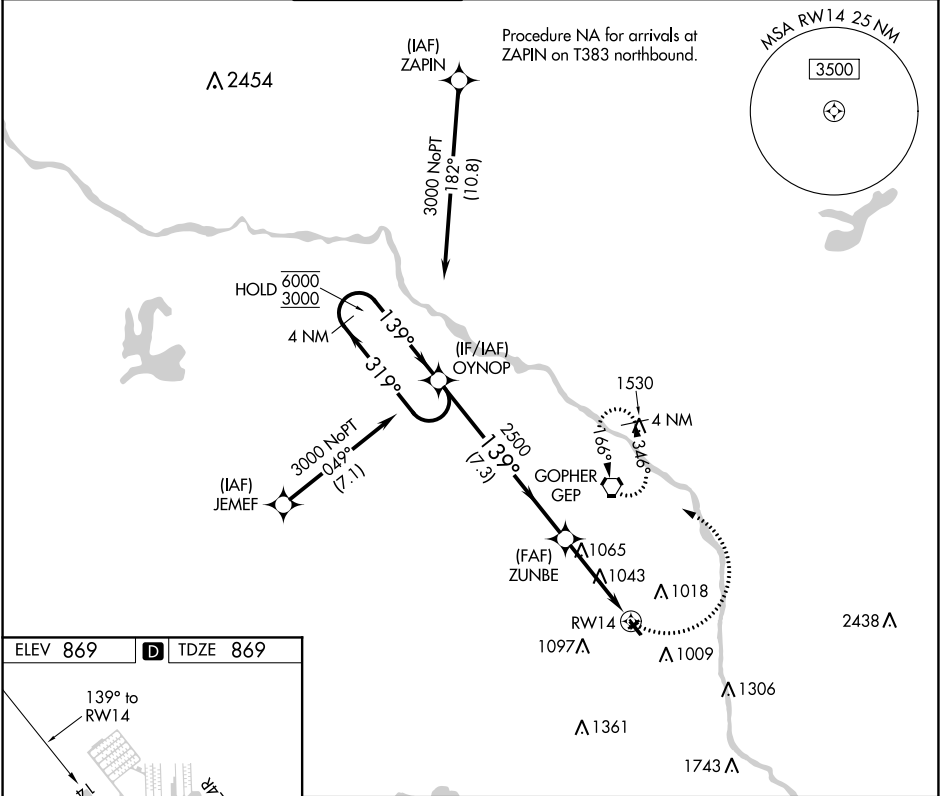 Procedure NA for arrivals at
ZAPIN on T383 northbound.
MSA RW14 25 NM
3500
(IAF)
ZAPIN
2454
3000 NoPT
182°
(10.8)
HOLD 6000
3000
4 NM
139°
319°
(IF/IAF)
OYNOP
3000 NoPT
049°
(7.1)
(IAF)
JEMEF
2500
139°
(7.3)
1530
4 NM
166°
346°
GOPHER
GEP
(FAF)
ZUNBE
1065
1043
1018
RW14
1097
1009
2438
1306
1361
1743
ELEV 869
D
TDZE 869
139° to
RW14
14
4R